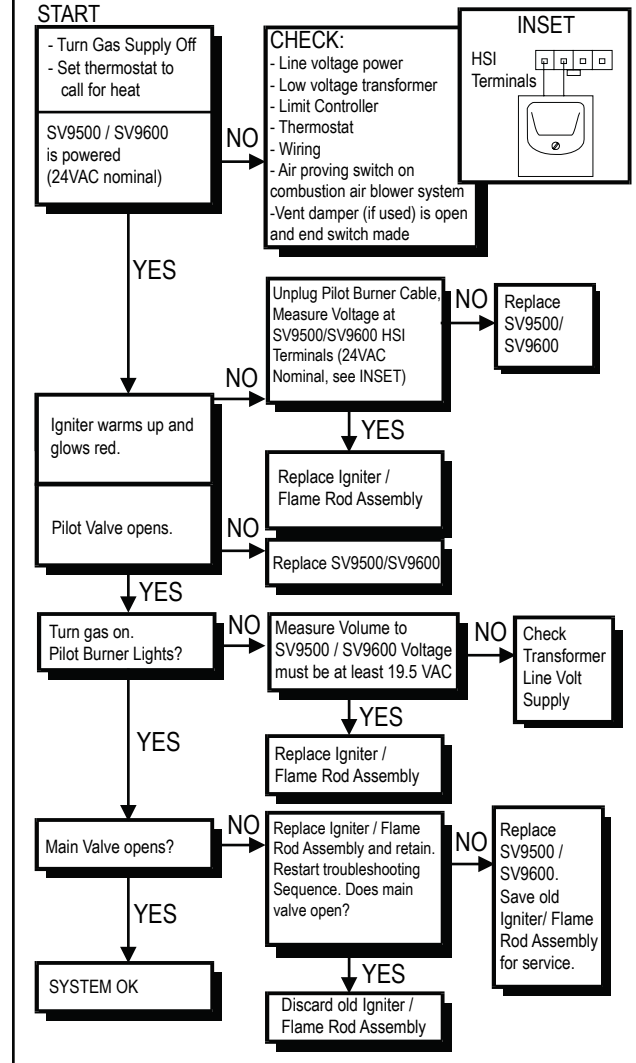 START
- Turn Gas Supply Off
- Set thermostat to
call for heat
SV9500 / SV9600
is powered
(24VAC nominal)
NO
CHECK:
- Line voltage power
- Low voltage transformer
- Limit Controller
- Thermostat
- Wiring
- Air proving switch on
combustion air blower system
-Vent damper (if used) is open
and end switch made
INSET
HSI
Terminals
YES
Igniter warms up and
glows red.
NO
Unplug Pilot Burner Cable,
Measure Voltage at
SV9500/SV9600 HSI
Terminals (24VAC
Nominal, see INSET)
NO
Replace
SV9500/
SV9600
YES
Replace Igniter /
Flame Rod Assembly
Pilot Valve opens.
NO
Replace SV9500/SV9600
YES
Turn gas on.
Pilot Burner Lights?
NO
Measure Volume to
SV9500 / SV9600 Voltage
must be at least 19.5 VAC
NO
Check
Transformer
Line Volt
Supply
YES
Replace Igniter /
Flame Rod Assembly
YES
Main Valve opens?
NO
Replace Igniter / Flame
Rod Assembly and retain.
Restart troubleshooting
Sequence. Does main
valve open?
NO
Replace
SV9500 /
SV9600.
Save old
Igniter/ Flame
Rod Assembly
for service.
YES
Discard old Igniter /
Flame Rod Assembly
YES
SYSTEM OK